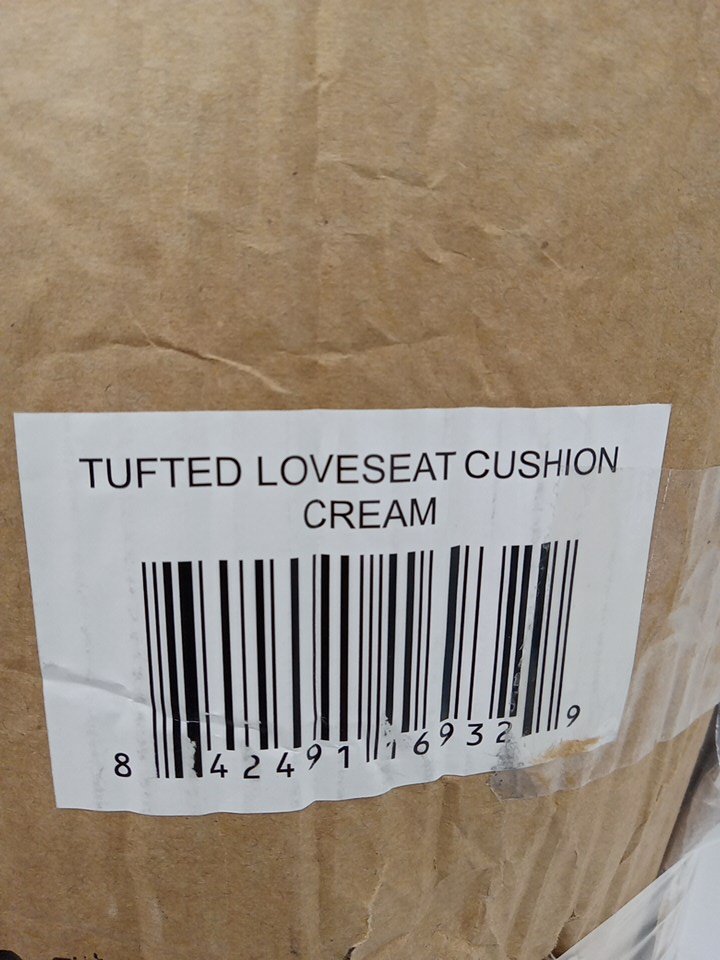 TUFTED LOVESEAT CUSHION
CREAM
8 42491 16932 9